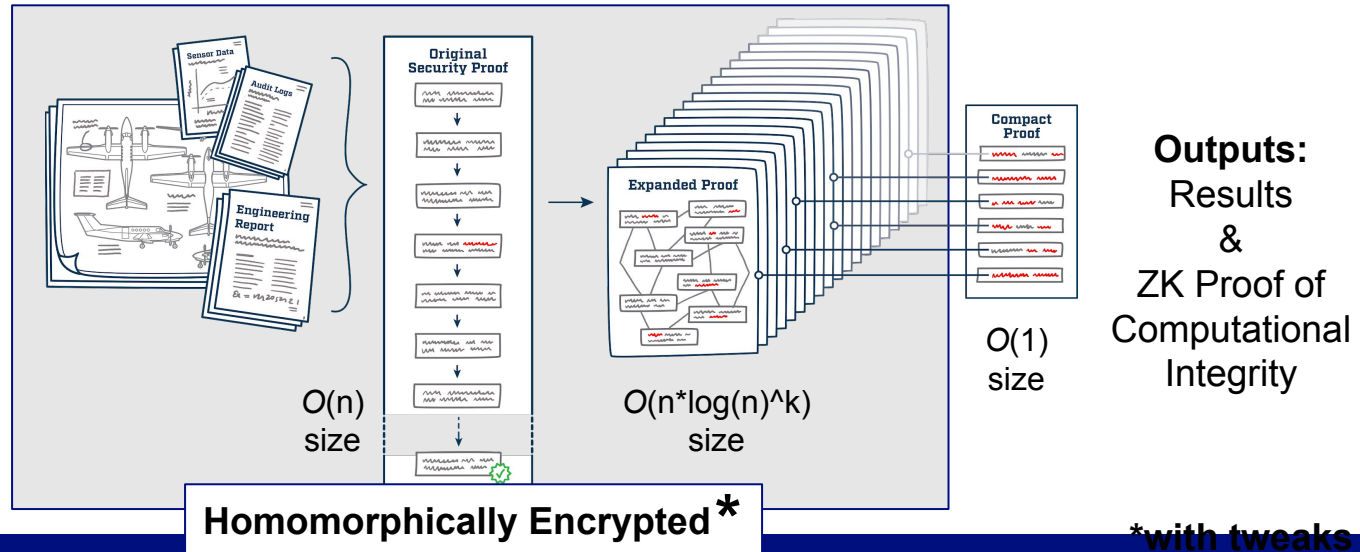 Sensor Data
Audit Logs
Engineering
Report
Original
Security Proof
O(n)
size
Expanded Proof
O(n*log(n)^k)
size
Compact
Proof
O(1)
size
Outputs:
Results
&
ZK Proof of
Computational
Integrity
Homomorphically Encrypted*
*with tweaks